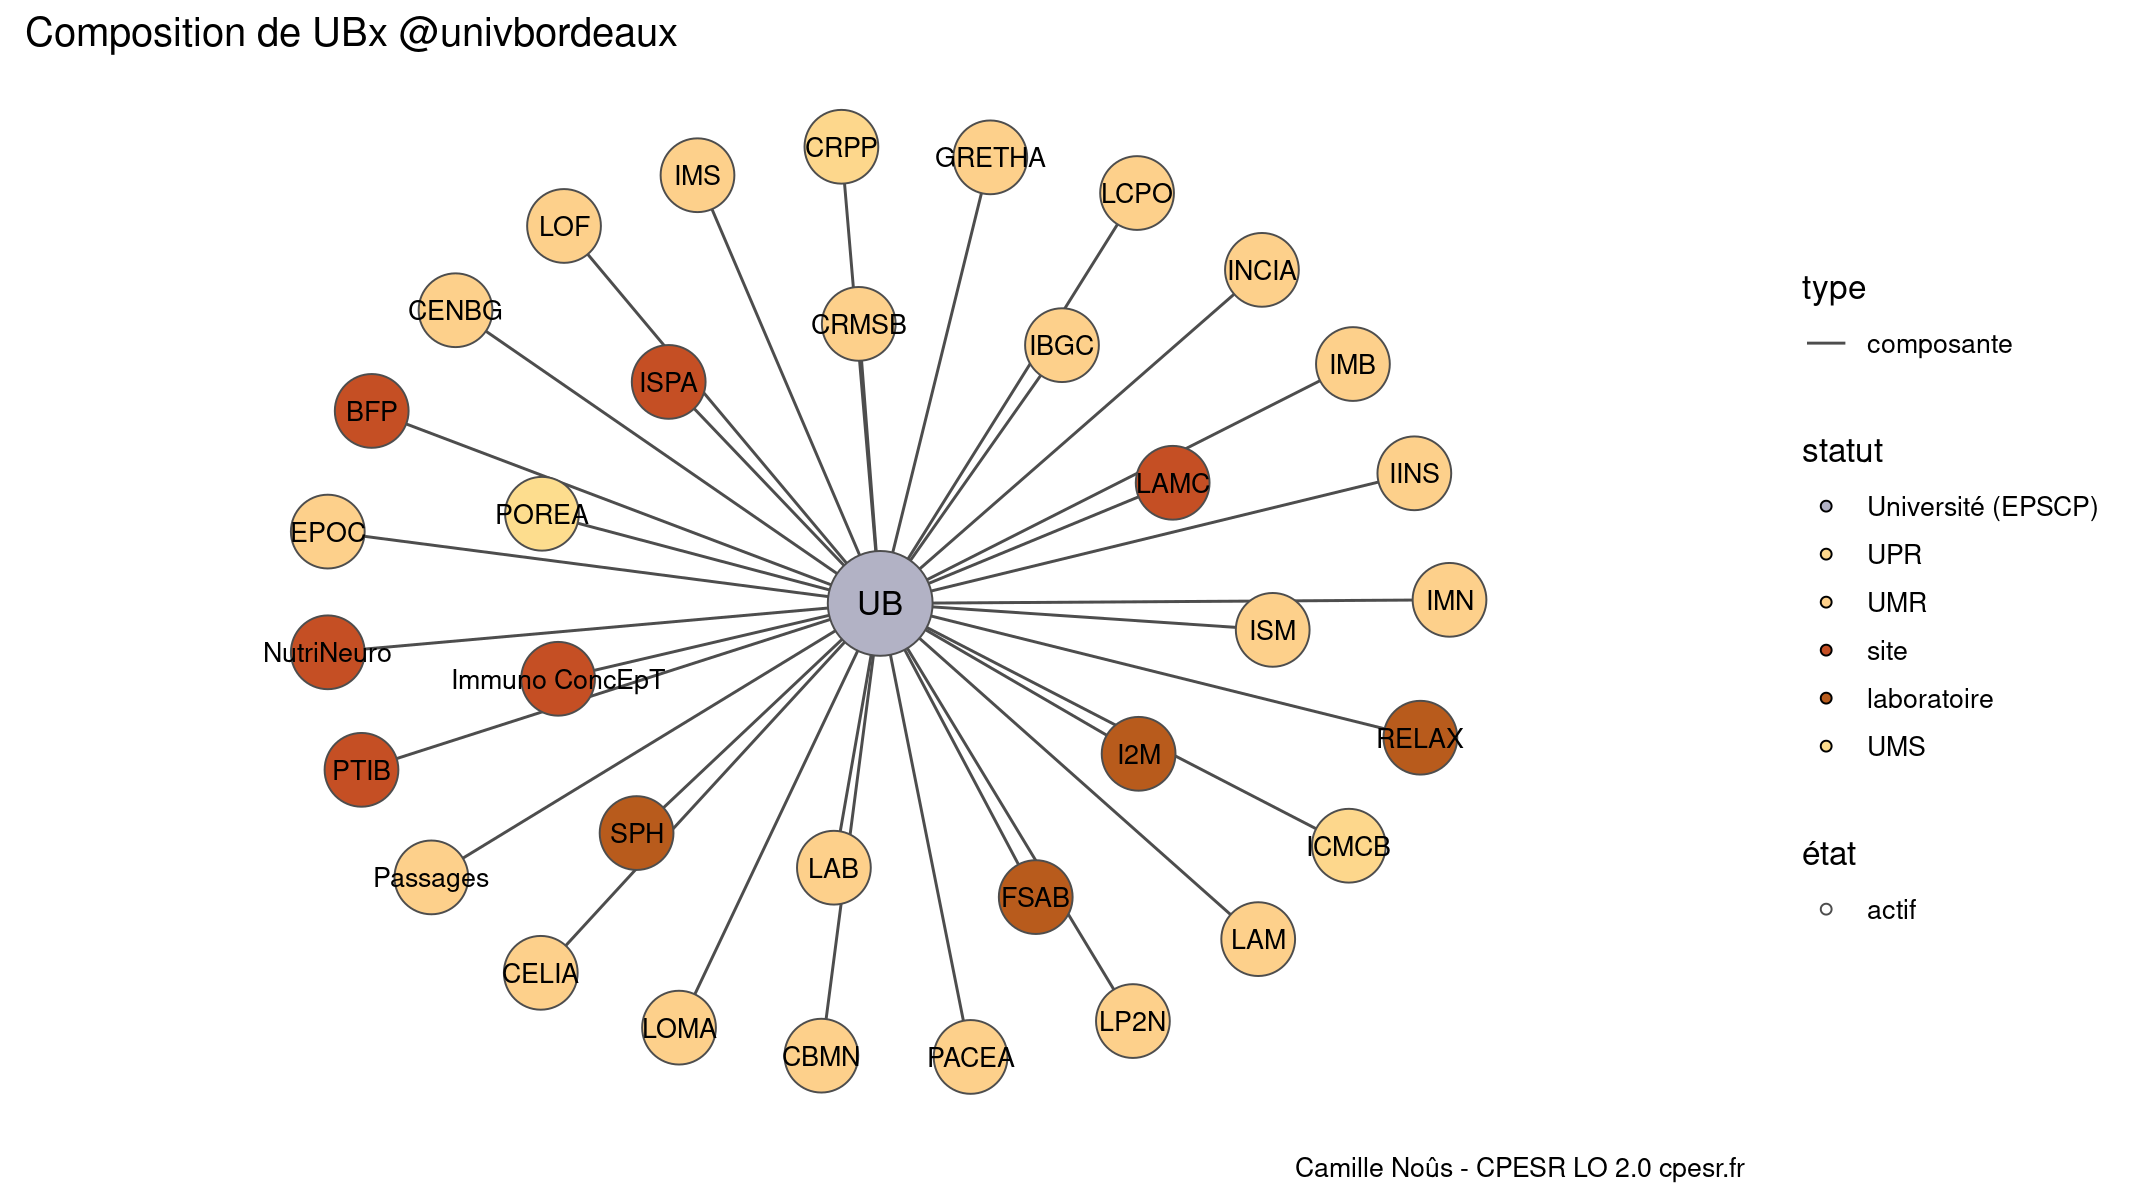 Composition de UBx @univbordeaux
CRPP
GRETHA
IMS
LCPO
LOF
INCIA
CENBG
CRMSB
IBGC
IMB
ISPA
BFP
IINS
LAMC
POREA
EPOC
IMN
UB
ISM
NutriNeuro
Immuno ConcEpT
RELAX
I2M
PTIB
SPH
ICMCB
LAB
Passages
FSAB
LAM
CELIA
LP2N
LOMA
CBMN
PACEA
type
composante
statut
Université (EPSCP)
UPR
UMR
site
laboratoire
UMS
état
actif
Camille Noûs - CPESR LO 2.0 cpesr.fr